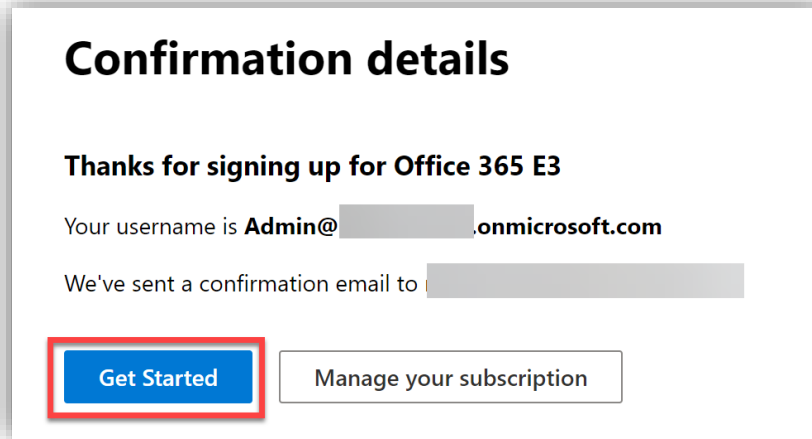 Confirmation details
Thanks for signing up for Office 365 E3
Your username is Admin@ .onmicrosoft.com
We've sent a confirmation email to
Get Started
Manage your subscription